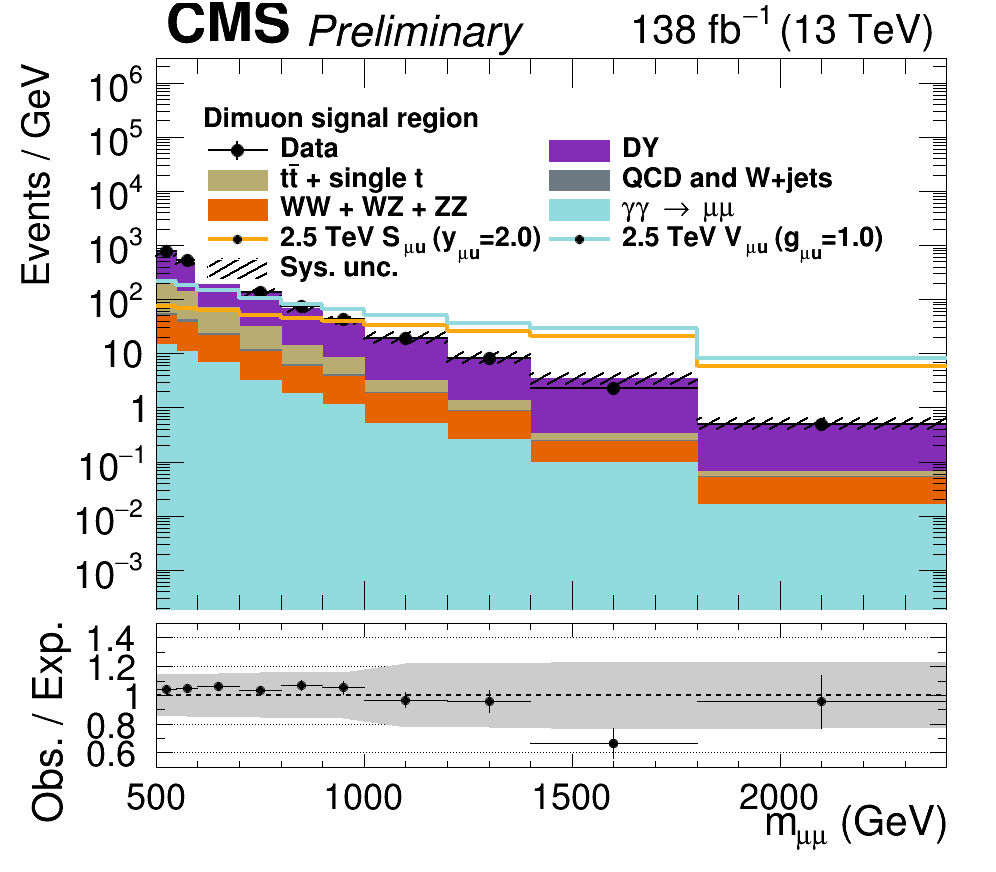 CMS Preliminary 138 fb⁻¹ (13 TeV)
Events / GeV
10⁶
10⁵
10⁴
10³
10²
10
1
10⁻¹
10⁻²
10⁻³
Dimuon signal region
Data
DY
tt̄ + single t
QCD and W+jets
WW + WZ + ZZ
γγ → μμ
2.5 TeV S_μu (y_μu=2.0)
2.5 TeV V_μu (g_μu=1.0)
Sys. unc.
Obs. / Exp.
1.4
1.2
1
0.8
0.6
500 1000 1500 2000
m_μμ (GeV)